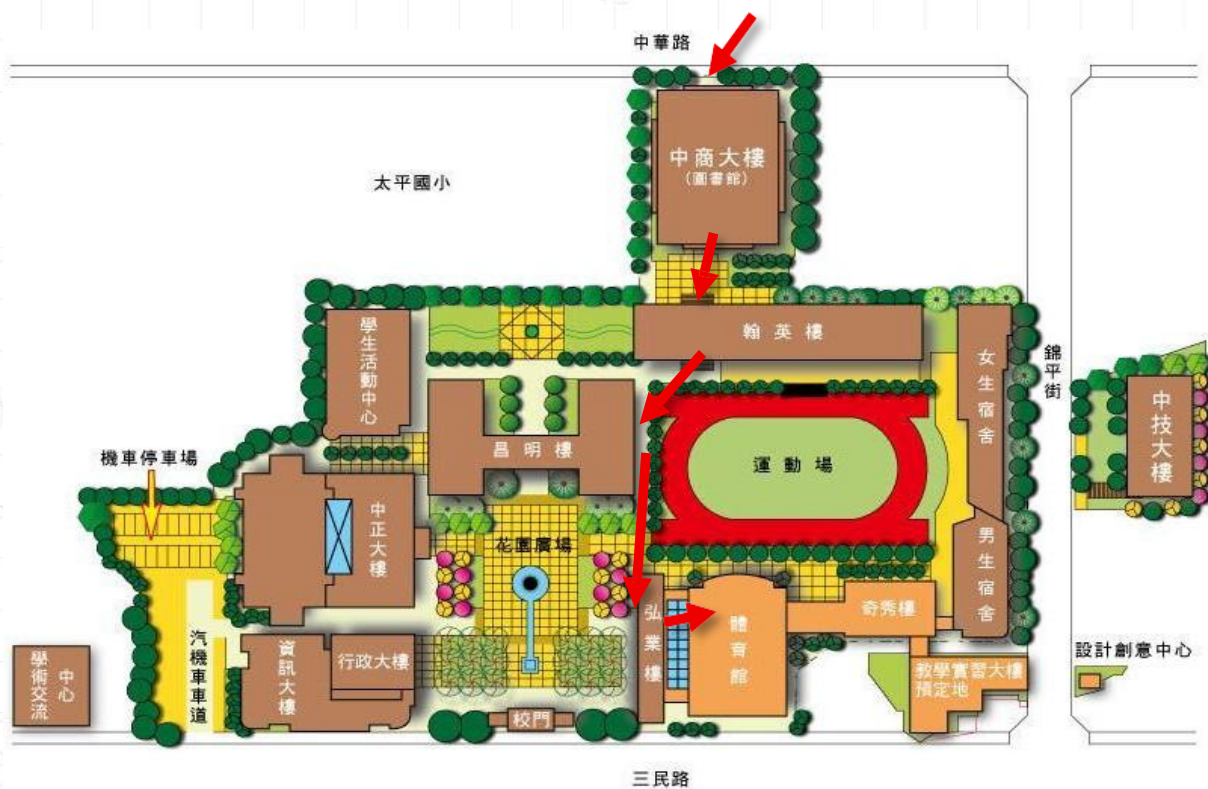 中華路
中商大樓
(圖書館)
太平國小
翰英樓
學生活動中心
女生宿舍
錦平街
中技大樓
昌明樓
運動場
機車停車場
中正大樓
花園廣場
男生宿舍
弘業樓
體育館
奇秀樓
汽機車車道
資訊大樓
行政大樓
學術交流
中心
教學實習大樓
預定地
設計創意中心
校門
三民路